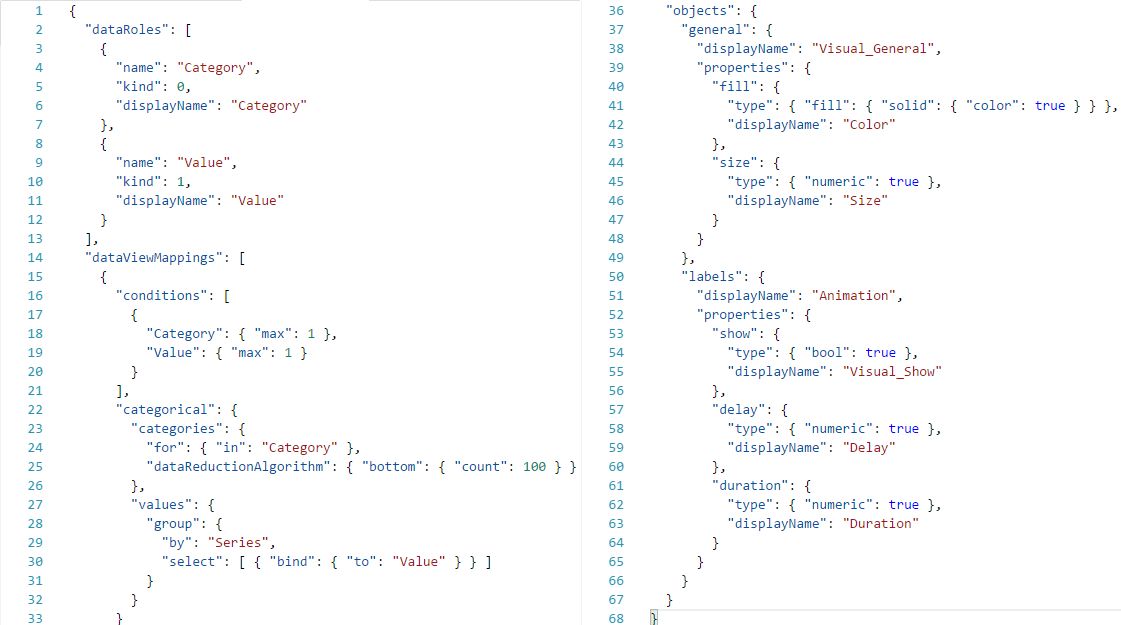 1 {
2   "dataRoles": [
3     {
4       "name": "Category",
5       "kind": 0,
6       "displayName": "Category"
7     },
8     {
9       "name": "Value",
10       "kind": 1,
11       "displayName": "Value"
12     }
13   ],
14   "dataViewMappings": [
15     {
16       "conditions": [
17         {
18           "Category": { "max": 1 },
19           "Value": { "max": 1 }
20         }
21       ],
22       "categorical": {
23         "categories": {
24           "for": { "in": "Category" },
25           "dataReductionAlgorithm": { "bottom": { "count": 100 } }
26         },
27         "values": {
28           "group": {
29             "by": "Series",
30             "select": [ { "bind": { "to": "Value" } } ]
31           }
32         }
33       }
36   "objects": {
37     "general": {
38       "displayName": "Visual_General",
39       "properties": {
40         "fill": {
41           "type": { "fill": { "solid": { "color": true } } },
42           "displayName": "Color"
43         },
44         "size": {
45           "type": { "numeric": true },
46           "displayName": "Size"
47         }
48       }
49     },
50     "labels": {
51       "displayName": "Animation",
52       "properties": {
53         "show": {
54           "type": { "bool": true },
55           "displayName": "Visual_Show"
56         },
57         "delay": {
58           "type": { "numeric": true },
59           "displayName": "Delay"
60         },
61         "duration": {
62           "type": { "numeric": true },
63           "displayName": "Duration"
64         }
65       }
66     }
67   }
68 }